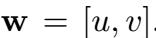 w = [u, v].